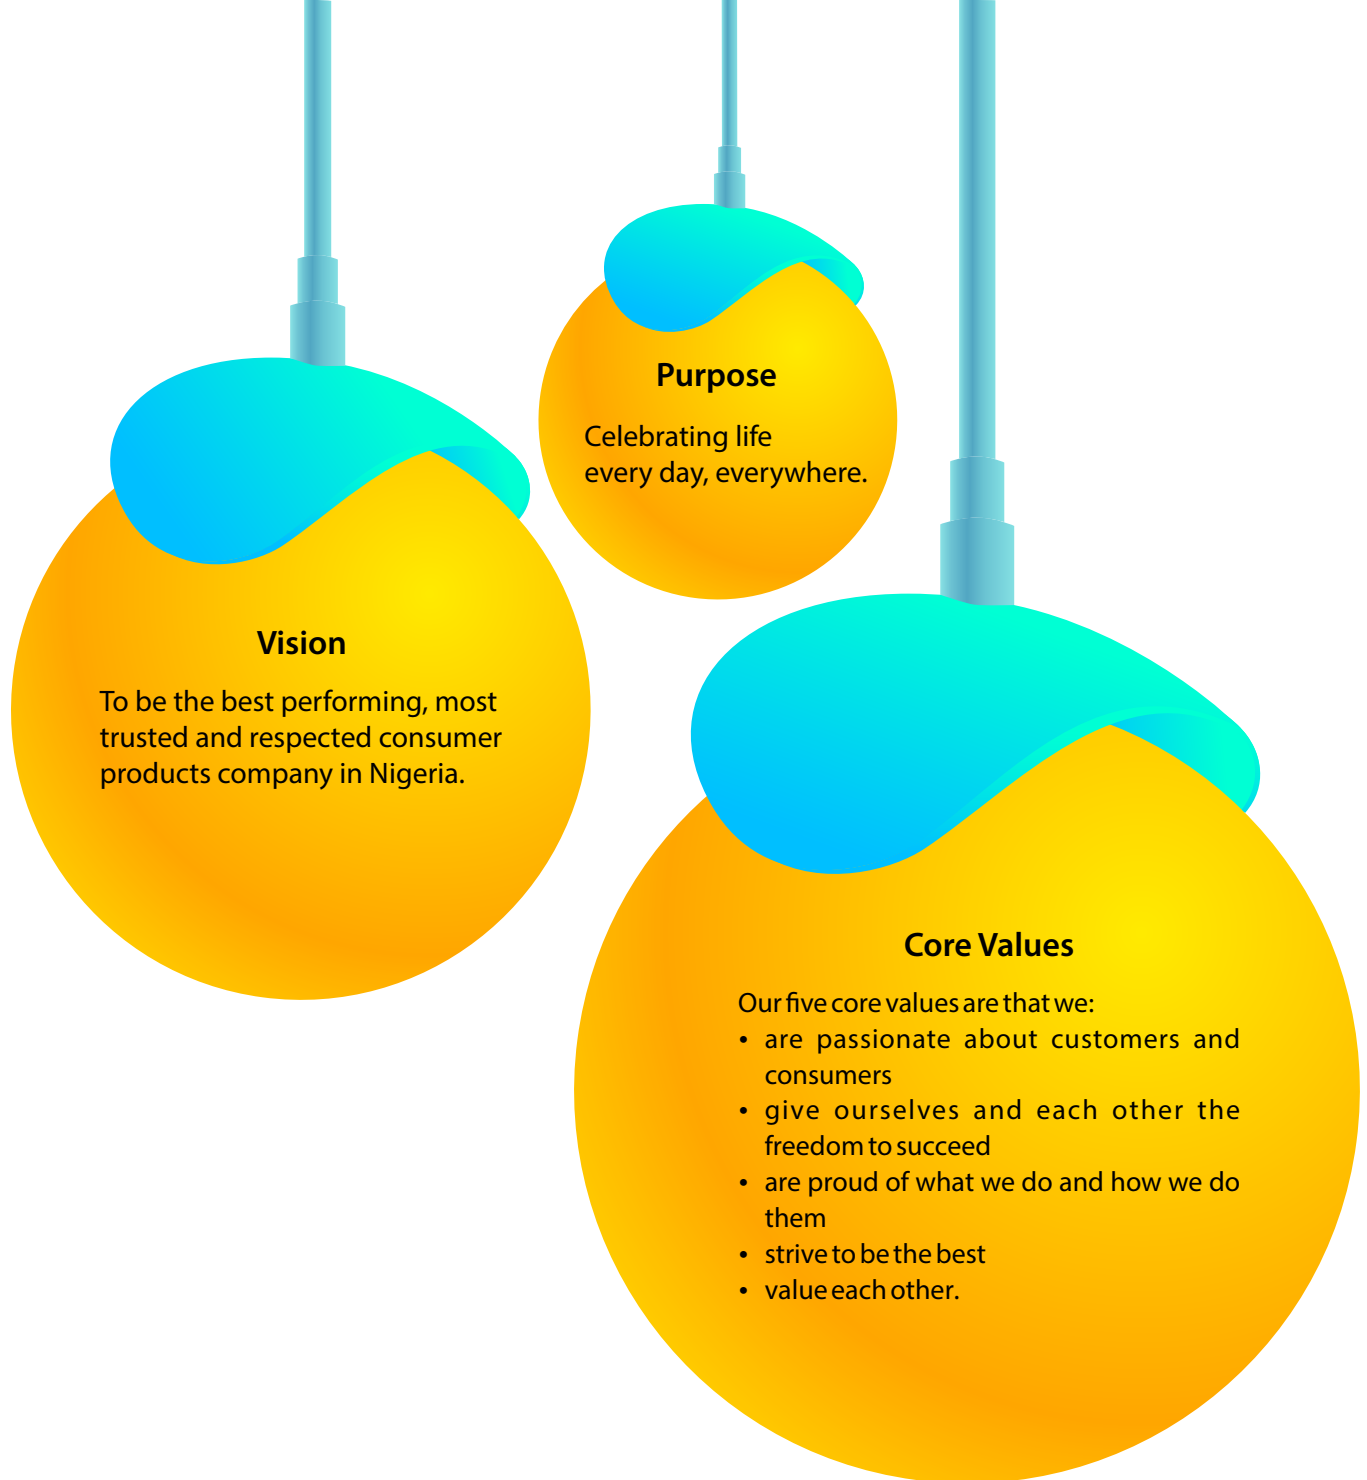 Purpose
Celebrating life
every day, everywhere.
Vision
To be the best performing, most
trusted and respected consumer
products company in Nigeria.
Core Values
Our five core values are that we:
• are passionate about customers and
consumers
• give ourselves and each other the
freedom to succeed
• are proud of what we do and how we do
them
• strive to be the best
• value each other.